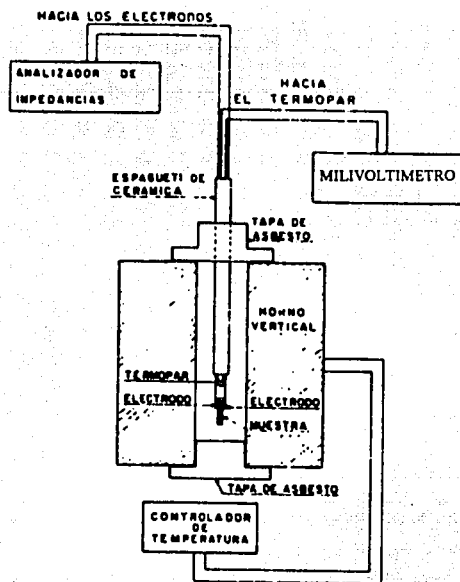 HACIA LOS ELECTRONOS
ANALIZADOR DE
IMPEDANCIAS
HACIA
EL TERMOPAR
MILIVOLTIMETRO
ESPAGUETI DE
CERAMICA
TAPA DE
ASBESTO
HORNO
VERTICAL
TERMOPAR
ELECTRODO
ELECTRODO
MUESTRA
TAPA DE ASBESTO
CONTROLADOR
DE
TEMPERATURA